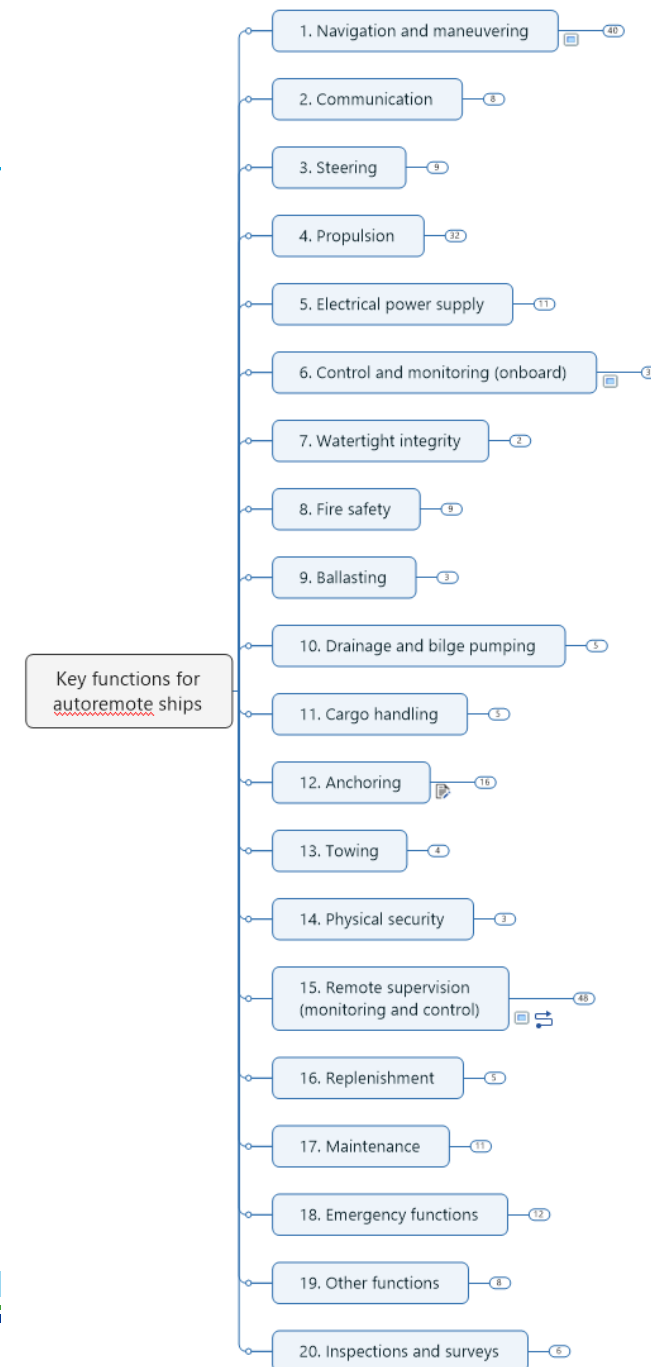 1. Navigation and maneuvering
40
2. Communication
8
3. Steering
9
4. Propulsion
32
5. Electrical power supply
11
6. Control and monitoring (onboard)
7. Watertight integrity
2
8. Fire safety
9
9. Ballasting
3
10. Drainage and bilge pumping
5
Key functions for
autoremote ships
11. Cargo handling
5
12. Anchoring
16
13. Towing
4
14. Physical security
3
15. Remote supervision
(monitoring and control)
48
16. Replenishment
5
17. Maintenance
11
18. Emergency functions
12
19. Other functions
8
20. Inspections and surveys
6